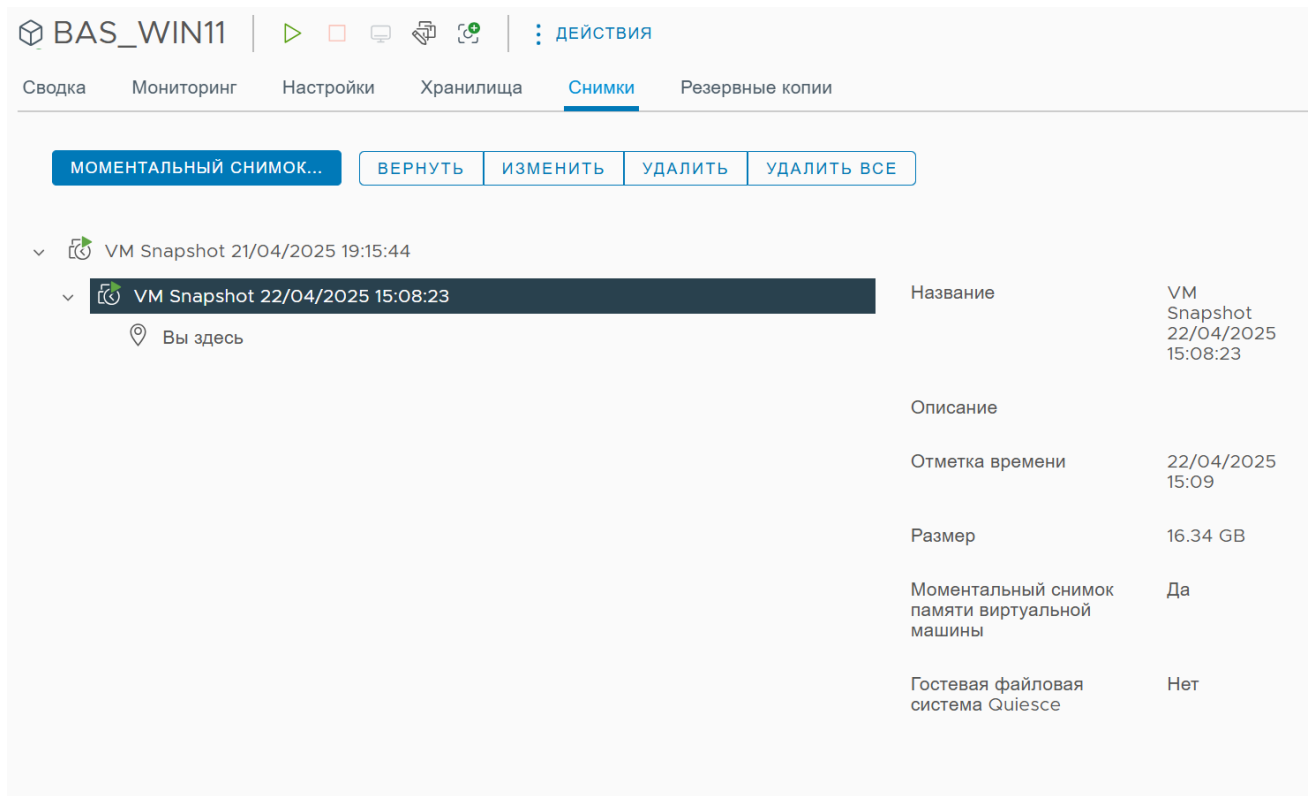 BAS_WIN11
ДЕЙСТВИЯ
Сводка
Мониторинг
Настройки
Хранилища
Снимки
Резервные копии
МОМЕНТАЛЬНЫЙ СНИМОК...
ВЕРНУТЬ
ИЗМЕНИТЬ
УДАЛИТЬ
УДАЛИТЬ ВСЕ
VM Snapshot 21/04/2025 19:15:44
VM Snapshot 22/04/2025 15:08:23
Вы здесь
Название
VM
Snapshot
22/04/2025
15:08:23
Описание
Отметка времени
22/04/2025
15:09
Размер
16.34 GB
Моментальный снимок
памяти виртуальной
машины
Да
Гостевая файловая
система Quiesce
Нет